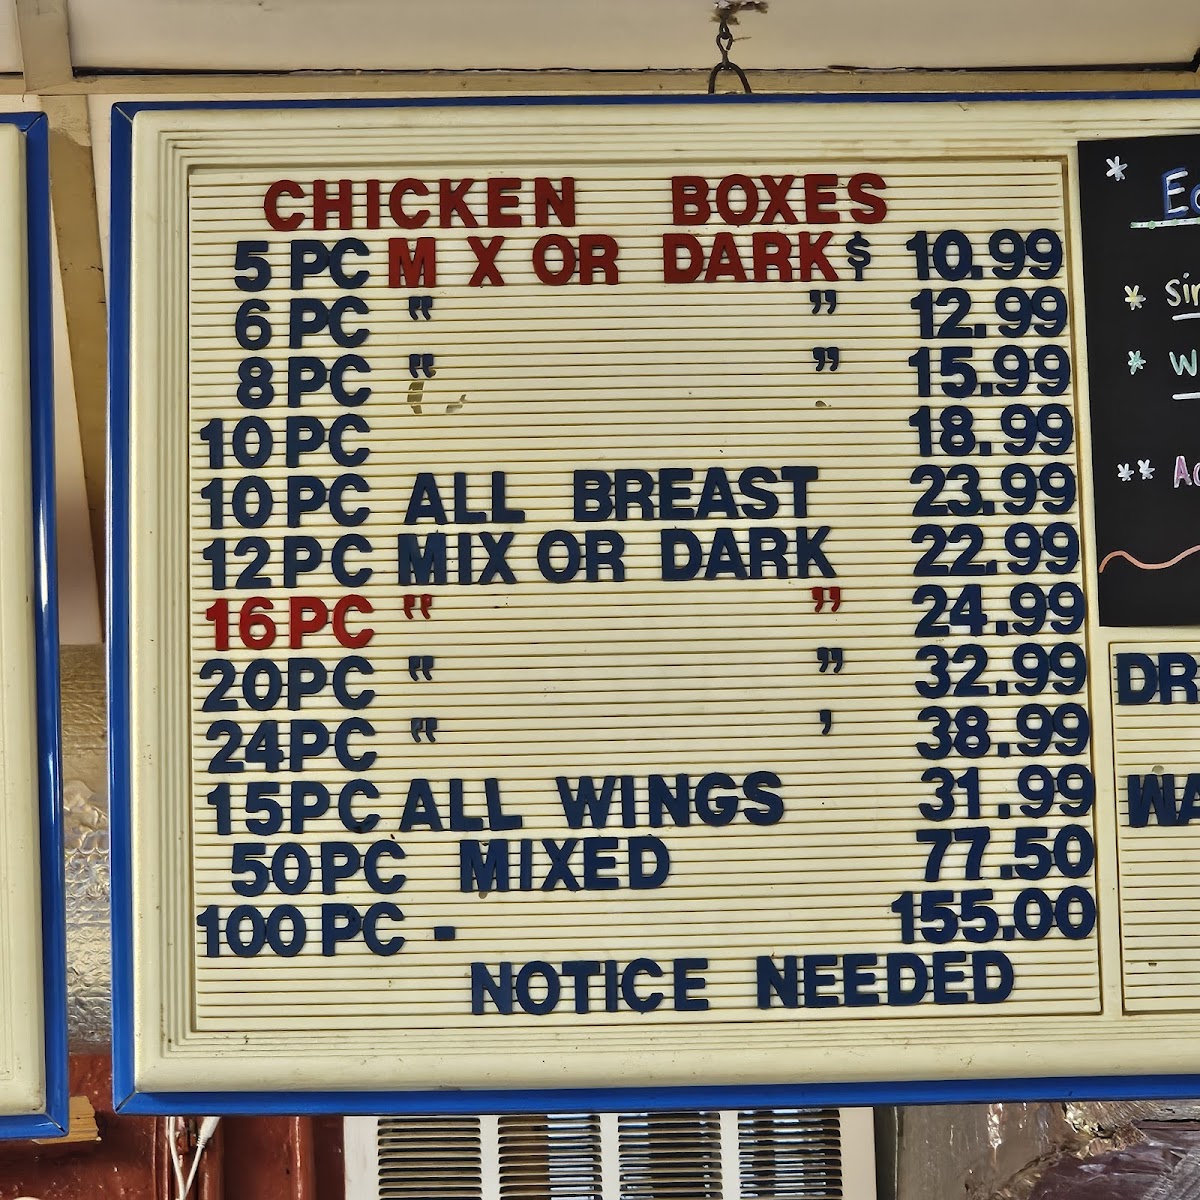 CHICKEN BOXES
5 PC M X OR DARK $ 10.99
6 PC " " 12.99
8 PC " " 15.99
10 PC 18.99
10 PC ALL BREAST 23.99
12 PC MIX OR DARK 22.99
16 PC " " 24.99
20 PC " " 32.99
24 PC " ' 38.99
15 PC ALL WINGS 31.99
50 PC MIXED 77.50
100 PC - 155.00
NOTICE NEEDED
*
*
*
** 
DR
WA